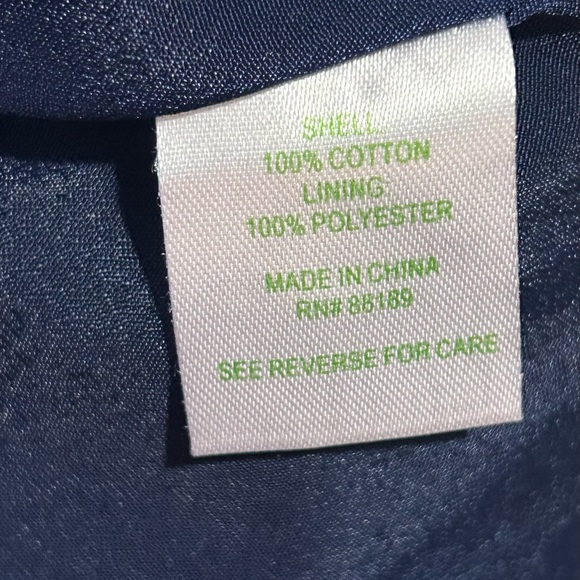 SHELL:
100% COTTON
LINING:
100% POLYESTER
MADE IN CHINA
RN# 88189
SEE REVERSE FOR CARE